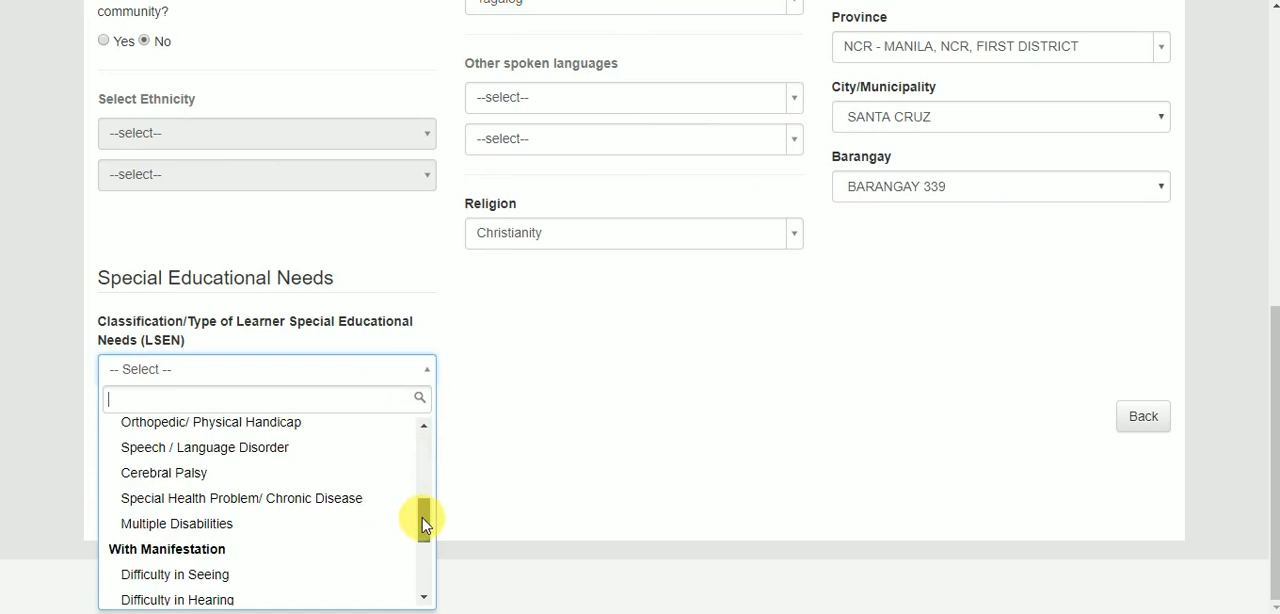 community?
Yes No
Select Ethnicity
--select--
--select--
Special Educational Needs
Classification/Type of Learner Special Educational
Needs (LSEN)
-- Select --
Orthopedic/ Physical Handicap
Speech / Language Disorder
Cerebral Palsy
Special Health Problem/ Chronic Disease
Multiple Disabilities
With Manifestation
Difficulty in Seeing
Difficulty in Hearing
Tagalog
Other spoken languages
--select--
--select--
Religion
Christianity
Province
NCR - MANILA, NCR, FIRST DISTRICT
City/Municipality
SANTA CRUZ
Barangay
BARANGAY 339
Back